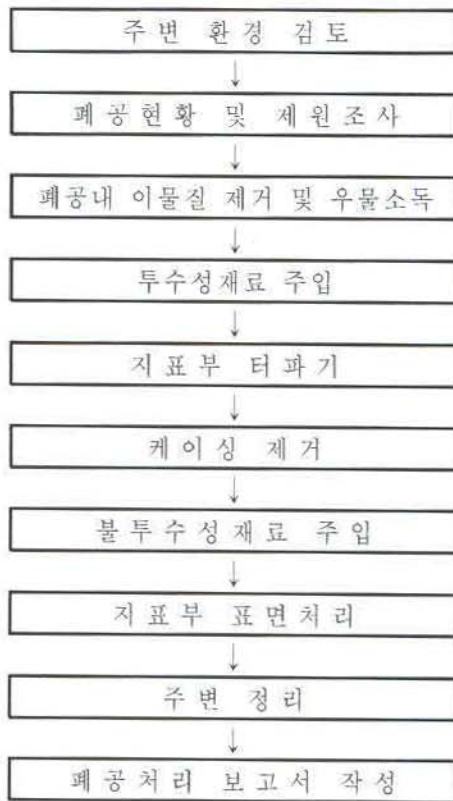 주변 환경 검토
폐공현황 및 제원조사
폐공내 이물질 제거 및 우물소독
투수성재료 주입
지표부 터파기
케이싱 제거
불투수성재료 주입
지표부 표면처리
주변 정리
폐공처리 보고서 작성